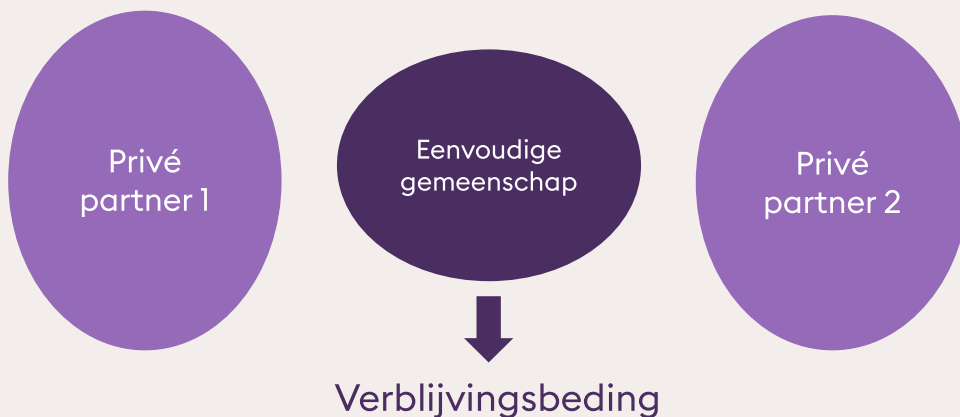 Privé
partner 1
Eenvoudige
gemeenschap
Privé
partner 2
Verblijvingsbeding